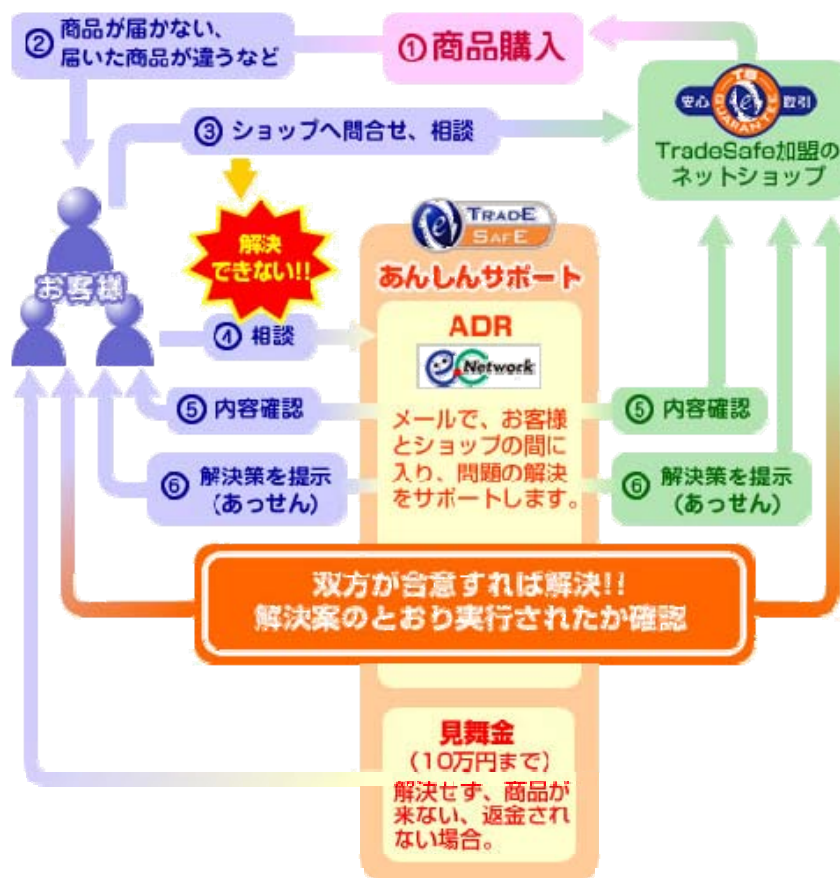 ② 商品が届かない、
届いた商品が違うなど
①商品購入
安心 TS GUARANTEE e 取引
TradeSafe加盟の
ネットショップ
③ ショップへ問合せ、相談
解決
できない!!
お客様
e TRADE
SAFE
あんしんサポート
ADR
e.Network
④ 相談
メールで、お客様
とショップの間に
入り、問題の解決
をサポートします。
⑤ 内容確認
⑤ 内容確認
⑥ 解決策を提示
(あっせん)
⑥ 解決策を提示
(あっせん)
双方が合意すれば解決!!
解決案のとおり実行されたか確認
見舞金
(10万円まで)
解決せず、商品が
来ない、返金され
ない場合。